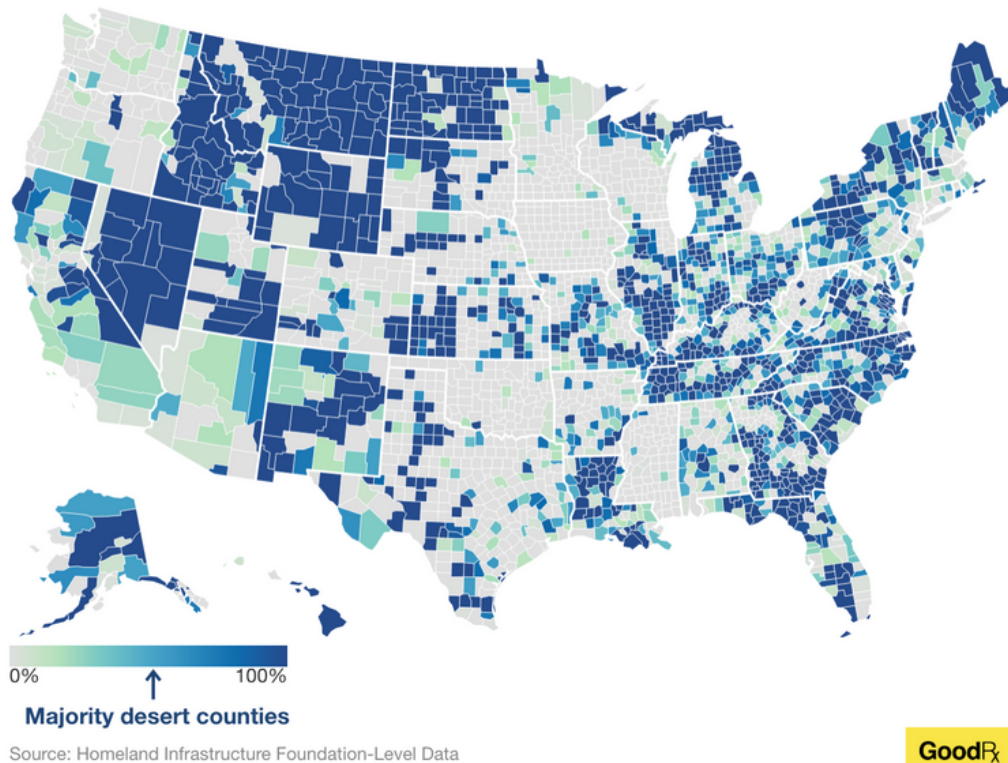 0%
100%
Majority desert counties
Source: Homeland Infrastructure Foundation-Level Data
GoodRx